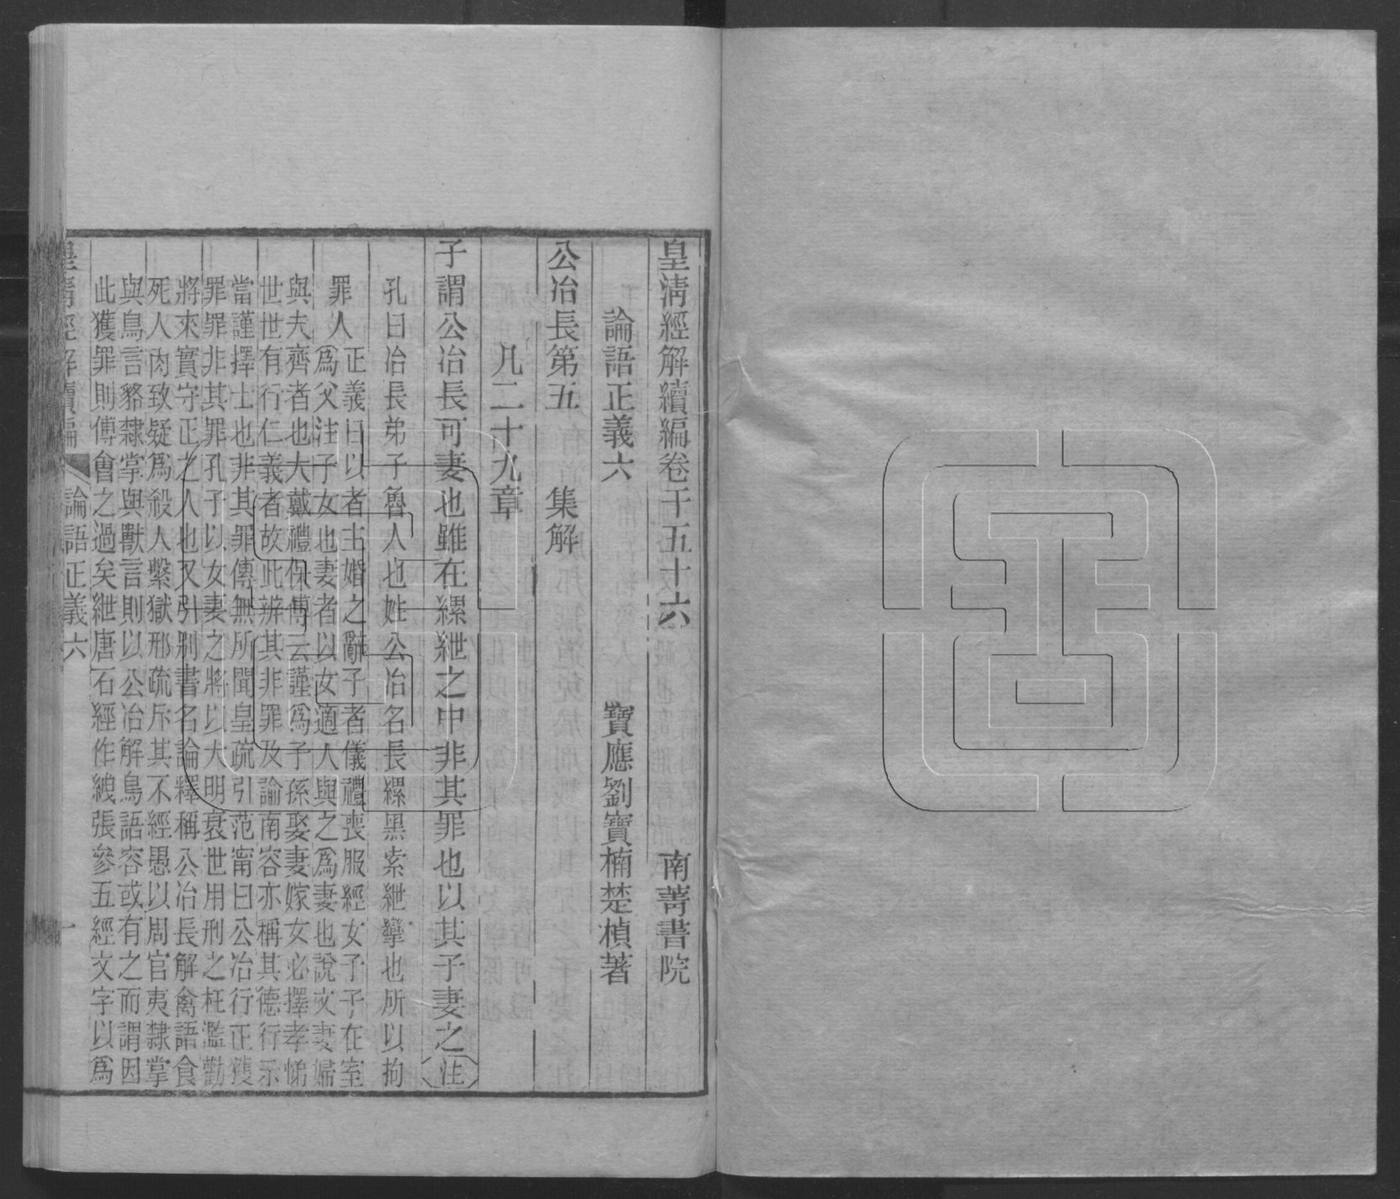 皇淸經解續編卷千五十六 南菁書院
論語正義六 寶應劉寶楠楚楨著
公冶長第五 集解
凡二十九章
子謂公冶長可妻也雖在縲絏之中非其罪也以其子妻之注
孔曰冶長弟子魯人也姓公冶名長縲黑索絏攣也所以拘
罪人
正義曰以者主婚之辭子者儀禮喪服經女子子在室
爲父注子女也妻者以女適人與之爲妻也說文妻婦
與夫齊者也大戴禮保傅云謹爲子孫娶妻嫁女必擇孝悌
世世有行仁義者故此辨其非罪及論南容亦稱其德行示
當謹擇士也非其罪傳無所聞皇疏引范甯曰公冶行正獲
罪罪非其罪孔子以女妻之將以大明衰世用刑之枉濫勸
將來實守正之人也又引別書名論釋稱公冶長解禽語食
死人肉致疑爲殺人繫獄邢疏斥其不經愚以周官夷隸掌
與鳥言貉隸掌與獸言則以公冶解鳥語容或有之而謂因
此獲罪則傅會之過矣絏唐石經作緤張參五經文字以爲
皇淸經解續編 論語正義六 一